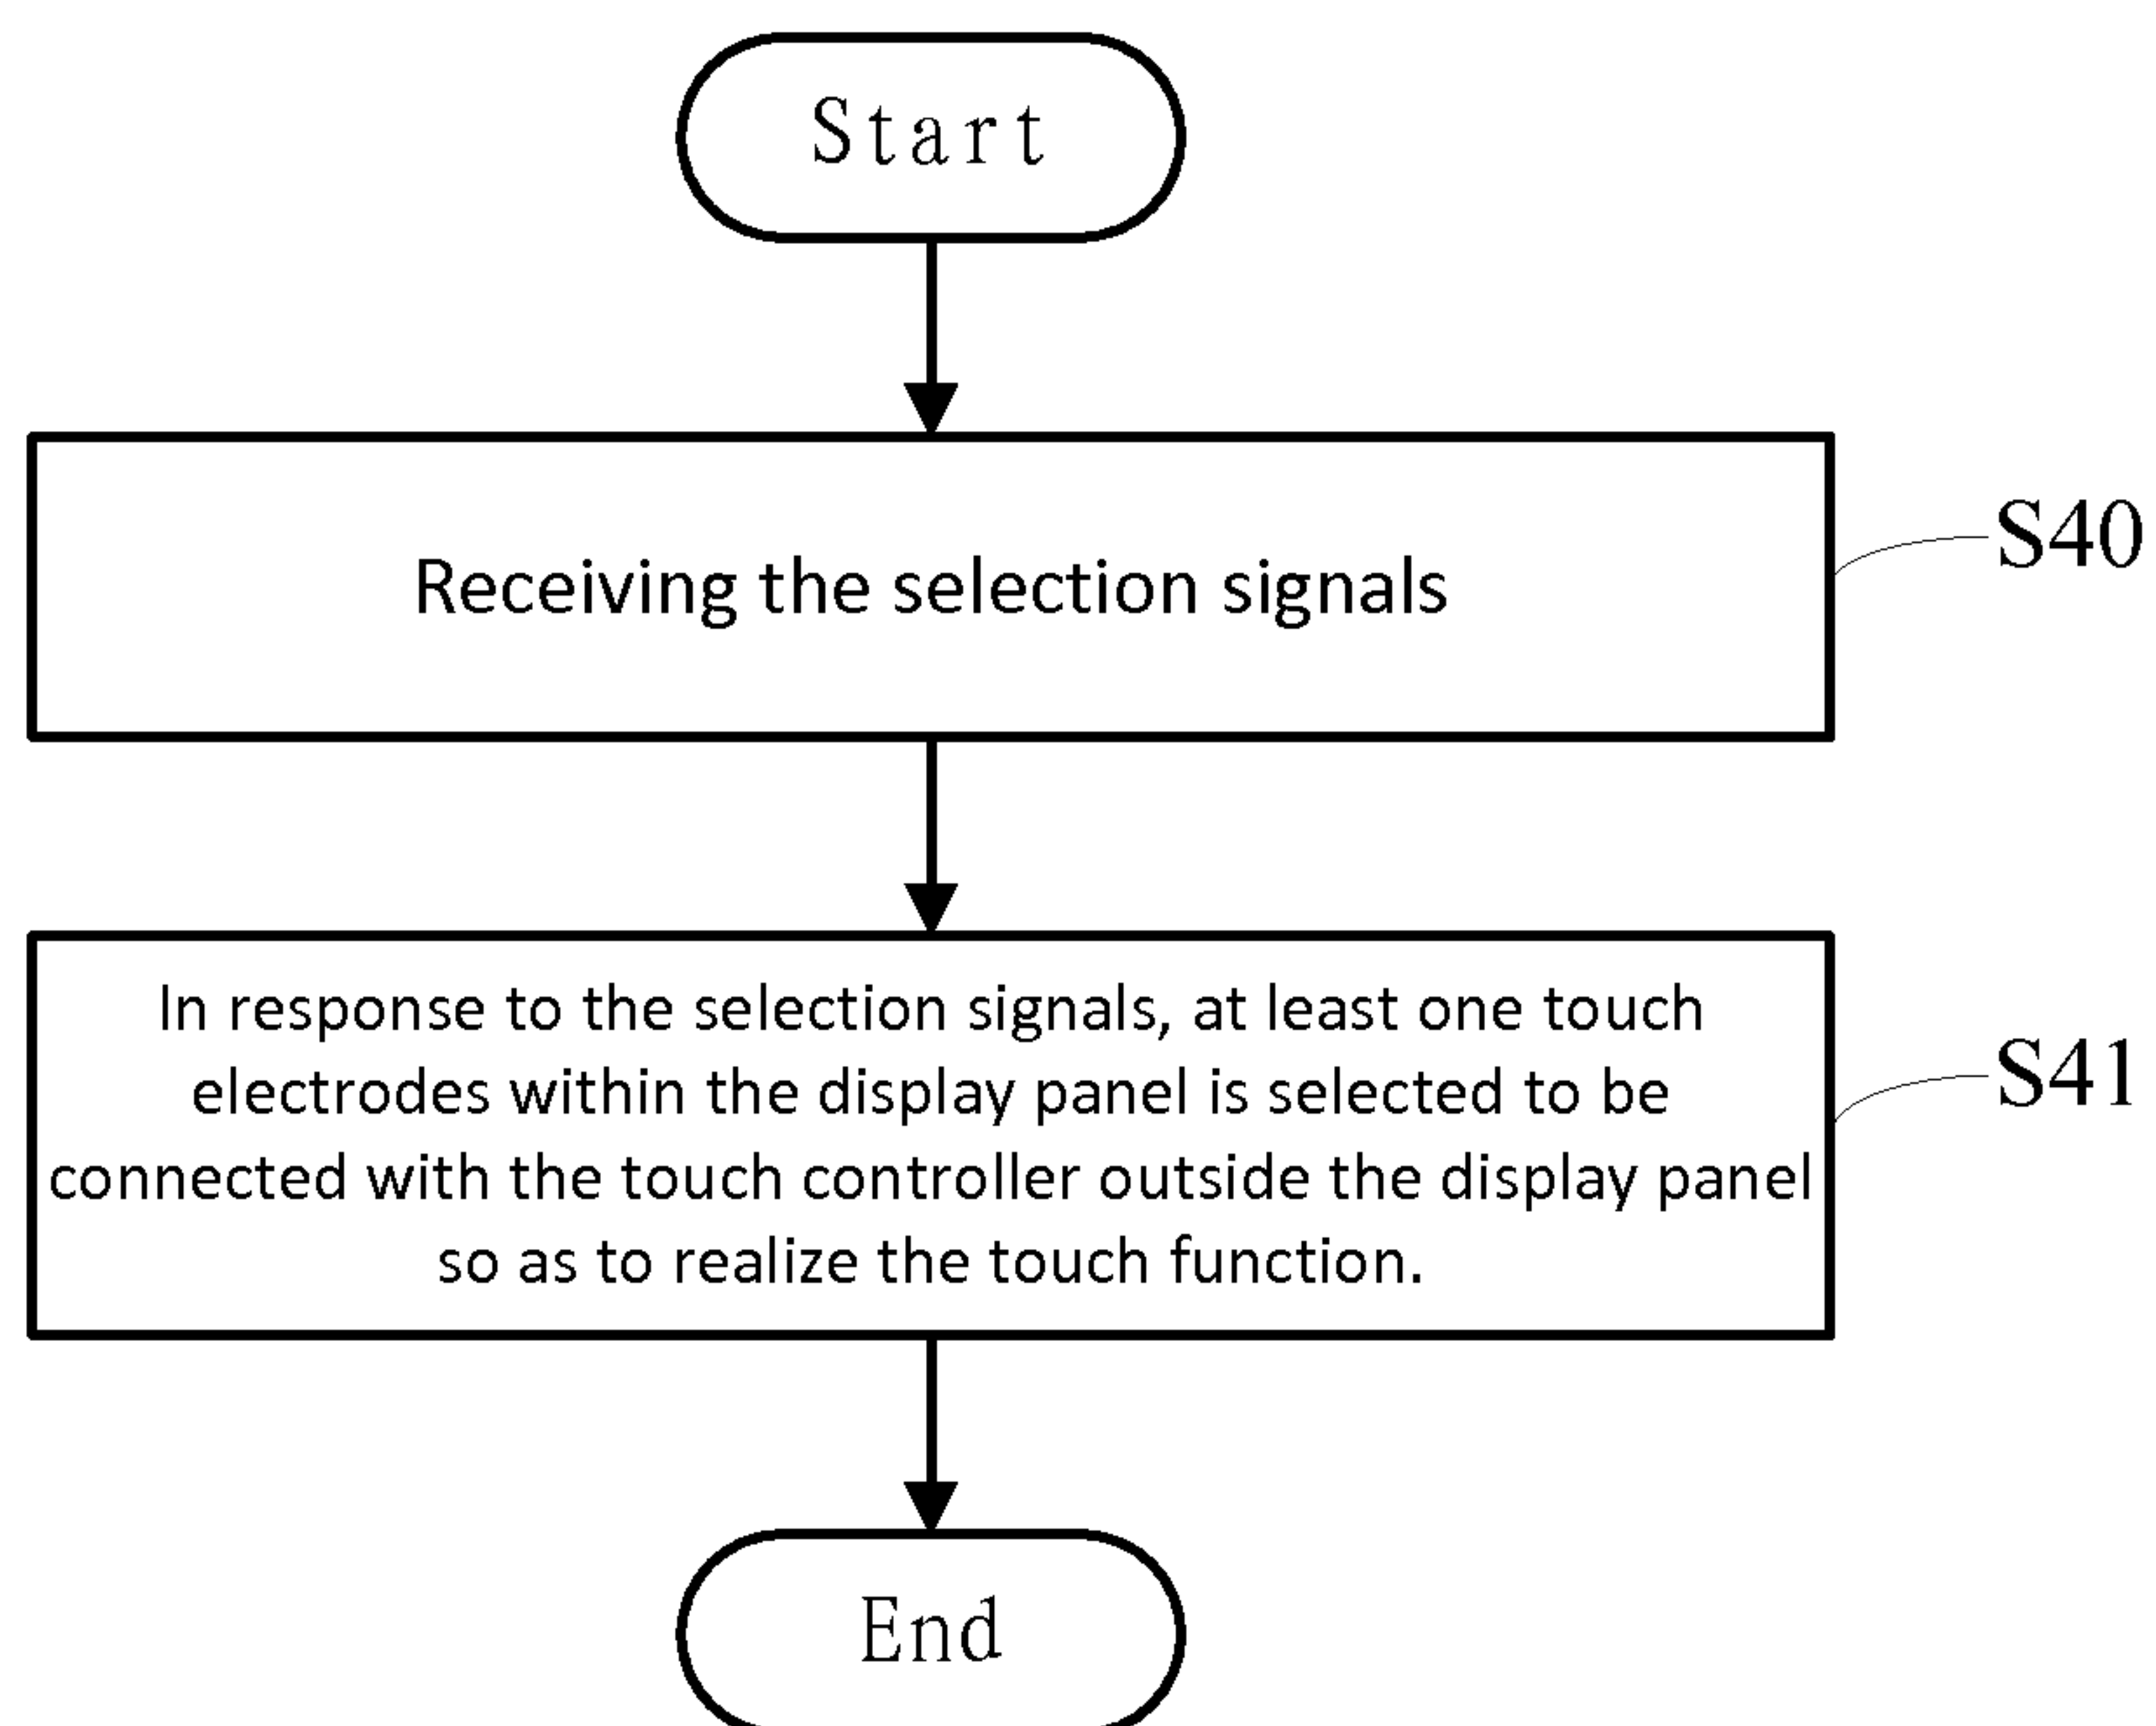 Start
Receiving the selection signals
S40
In response to the selection signals, at least one touch
electrodes within the display panel is selected to be
connected with the touch controller outside the display panel
so as to realize the touch function.
S41
End